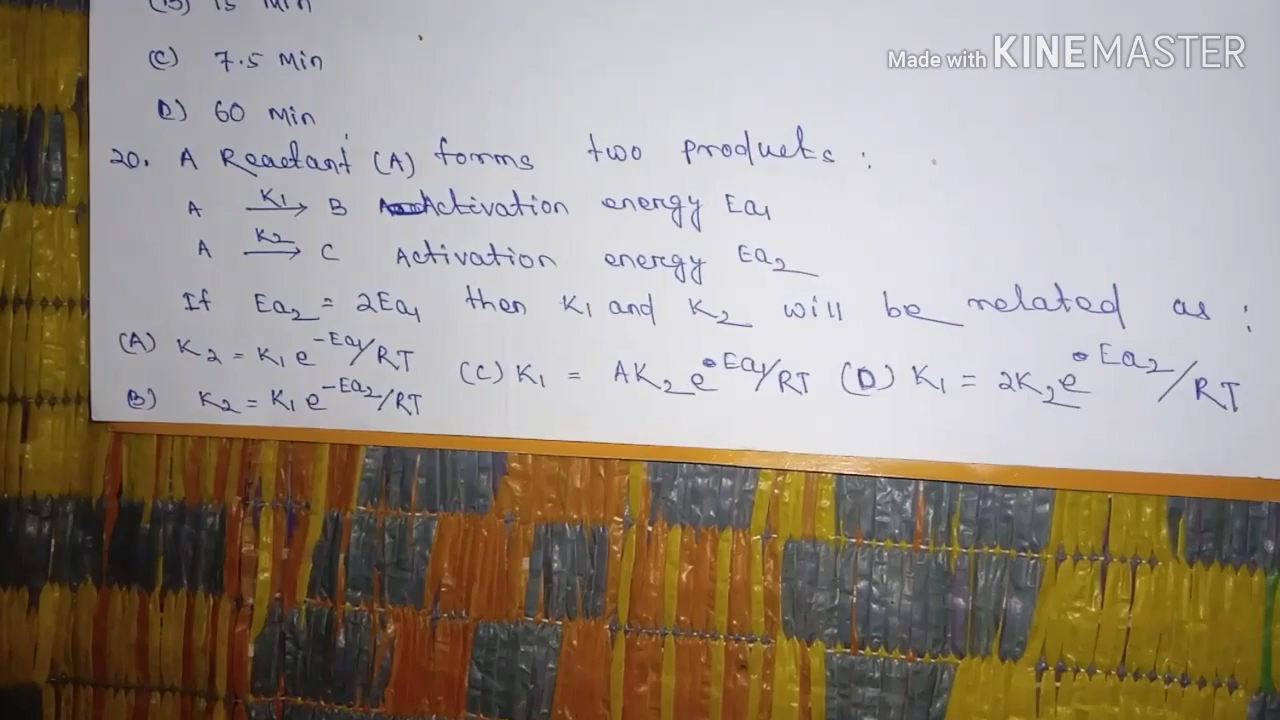 (B) 15 Min
Made with KINEMASTER
(C) 7.5 Min
D) 60 Min
20. A Reactant (A) forms two products :
A K1 → B Activation energy Ea1
A K2 → C Activation energy Ea2
If Ea2 = 2Ea1 then K1 and K2 will be related as :
(A) K2 = K1 e^-Ea1/RT (C) K1 = AK2 e^Ea1/RT (D) K1 = 2K2 e^Ea2/RT
B) K2 = K1 e^-Ea2/RT